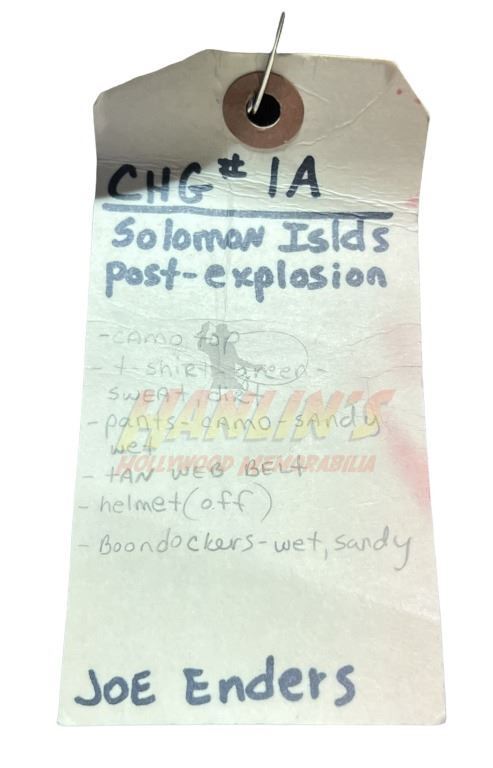 CHG # 1A
Solomon Islds
post-explosion
- camo top
- t-shirt - green -
sweat, dirt
- pants - camo - sandy
wet
- tan web belt
- helmet (off)
- Boondockers - wet, sandy
HAMLIN'S
HOLLYWOOD MEMORABILIA
JOE Enders